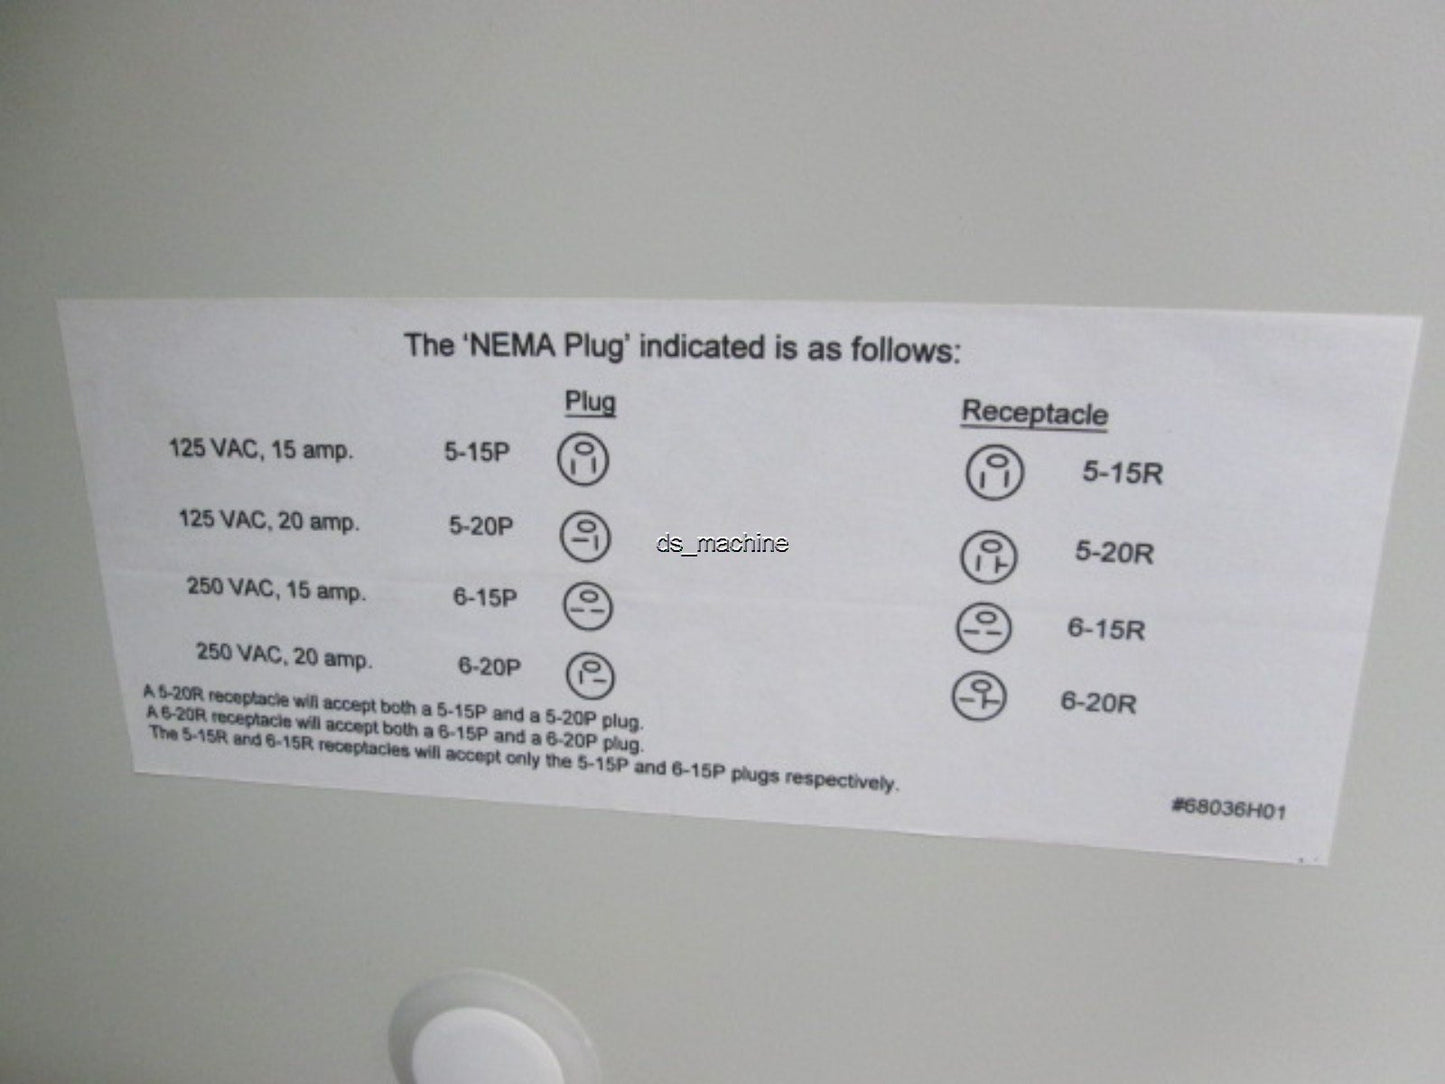 The 'NEMA Plug' indicated is as follows:
Plug Receptacle
125 VAC, 15 amp. 5-15P 5-15R
125 VAC, 20 amp. 5-20P 5-20R
ds_machine
250 VAC, 15 amp. 6-15P 6-15R
250 VAC, 20 amp. 6-20P 6-20R
A 5-20R receptacle will accept both a 5-15P and a 5-20P plug.
A 6-20R receptacle will accept both a 6-15P and a 6-20P plug.
The 5-15R and 6-15R receptacles will accept only the 5-15P and 6-15P plugs respectively.
#68036H01